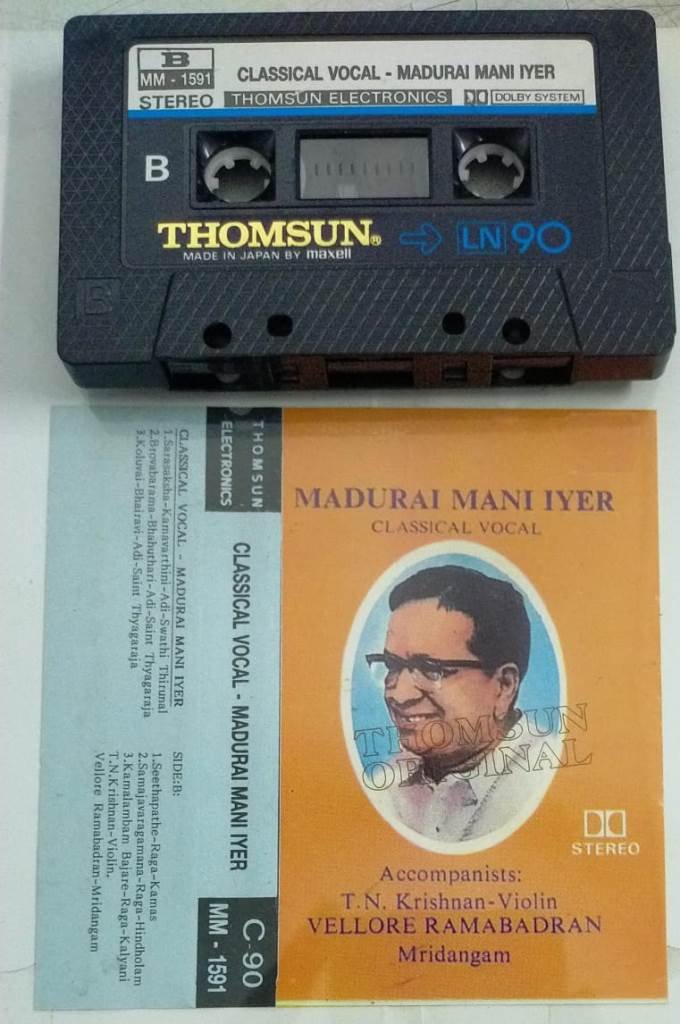 B
MM - 1591
CLASSICAL VOCAL - MADURAI MANI IYER
STEREO THOMSUN ELECTRONICS DOLBY SYSTEM
B
THOMSUN® LN 90
MADE IN JAPAN BY maxell
B
MADURAI MANI IYER
CLASSICAL VOCAL
THOMSUN
ORIGINAL
STEREO
Accompanists:
T.N. Krishnan-Violin
VELLORE RAMABADRAN
Mridangam
THOMSUN
ELECTRONICS
CLASSICAL VOCAL - MADURAI MANI IYER
C-90
MM - 1591
CLASSICAL VOCAL - MADURAI MANI IYER
1.Sarasaksha-Kamavarthini-Adi-Swathi Thirunal
2.Brovabarama-Bhahuthari-Adi-Saint Thyagaraja
3.Koluvai-Bhairavi-Adi-Saint Thyagaraja
SIDE:B:
1.Seethapathe-Raga-Kamas
2.Samajavaragamana-Raga-Hindholam
3.Kamalambam Bajare-Raga-Kalyani
T.N.Krishnan-Violin.
Vellore Ramabadran-Mridangam